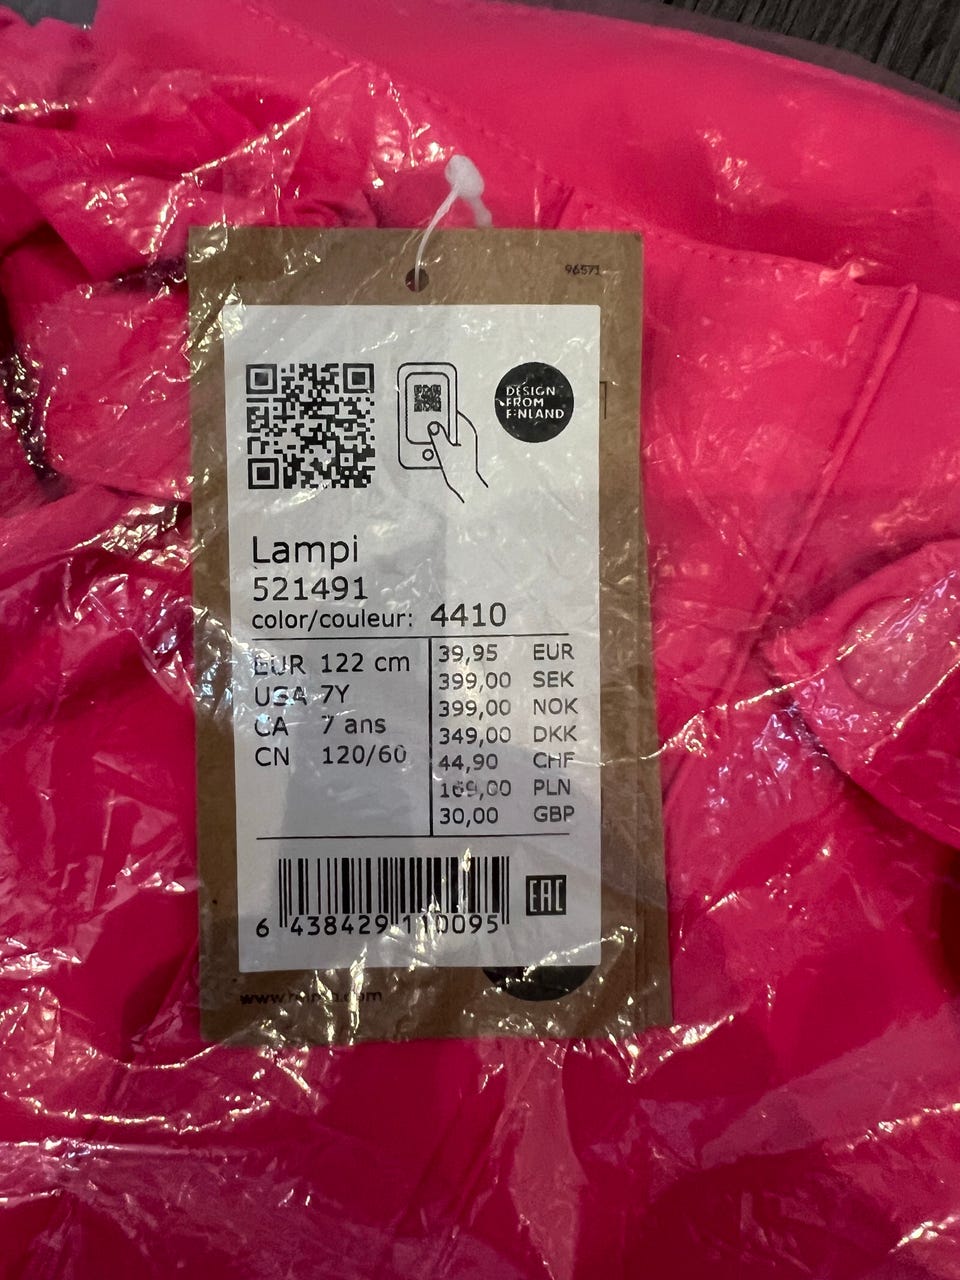 96571
DESIGN
FROM
FINLAND
Lampi
521491
color/couleur: 4410
EUR 122 cm
USA 7Y
CA 7 ans
CN 120/60
39,95 EUR
399,00 SEK
399,00 NOK
349,00 DKK
44,90 CHF
169,00 PLN
30,00 GBP
6 438429 110095
EAC